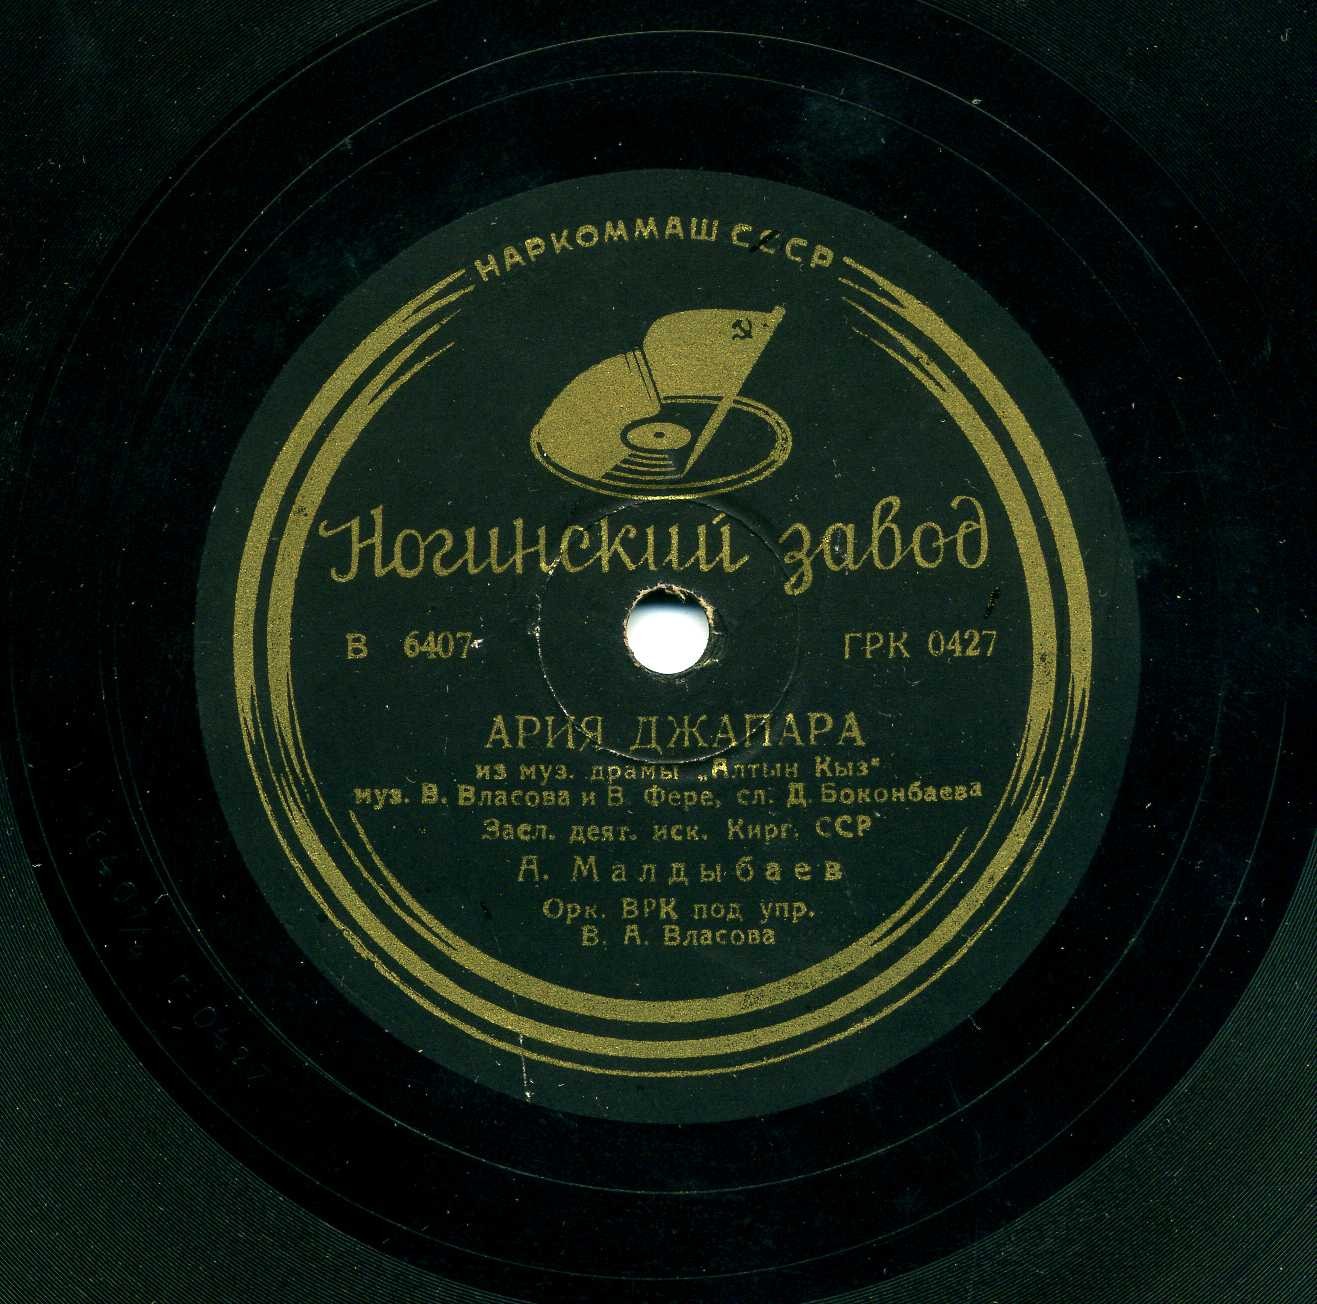 НАРКОММАШ СССР
Ногинский завод
В 6407 ГРК 0427
АРИЯ ДЖАПАРА
из муз. драмы „Алтын Кыз"
муз. В. Власова и В. Фере, сл. Д. Боконбаева
Засл. деят. иск. Кирг. ССР
А. Малдыбаев
Орк. ВРК под упр.
В. А. Власова